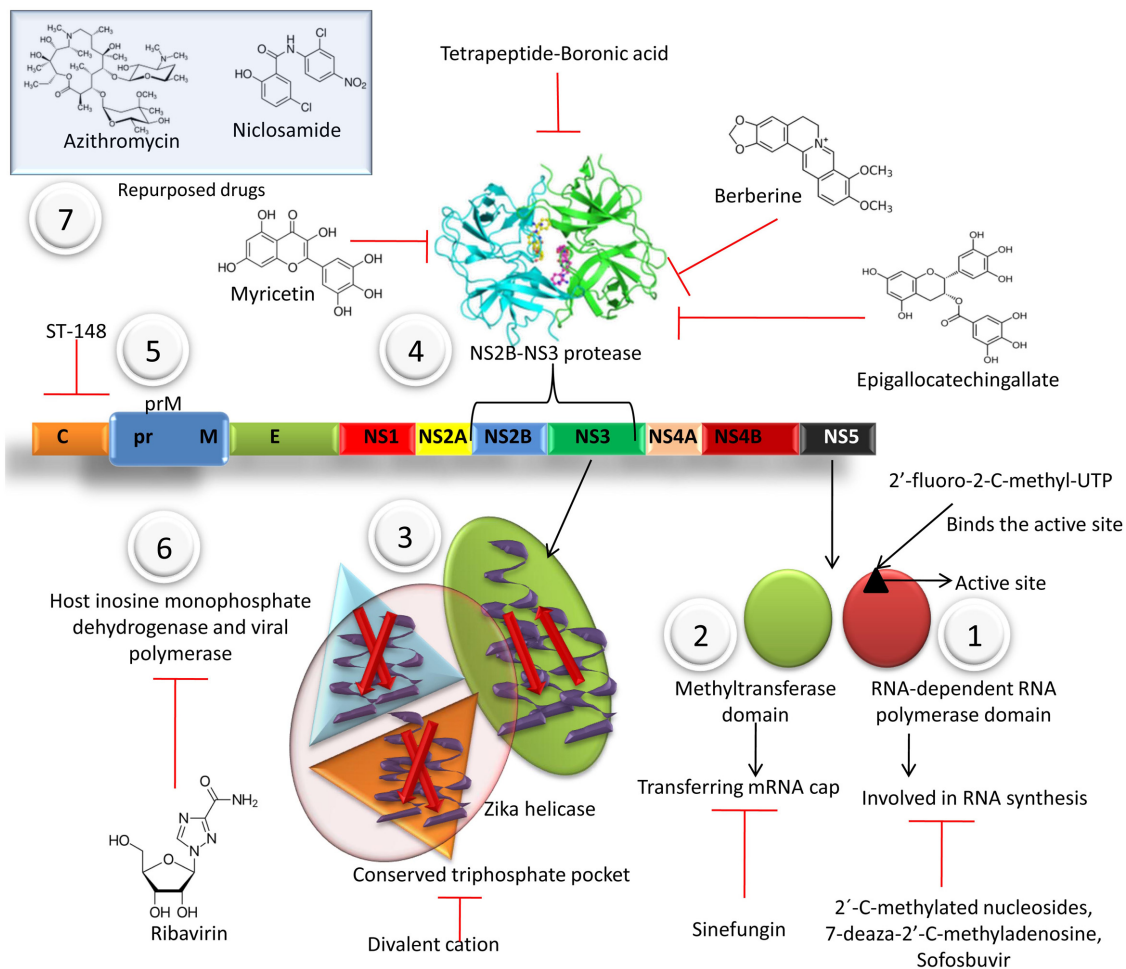 Azithromycin
Niclosamide
Repurposed drugs
7
Tetrapeptide-Boronic acid
Berberine
Myricetin
Epigallocatechingallate
ST-148
5
4
NS2B-NS3 protease
prM
C
pr
M
E
NS1
NS2A
NS2B
NS3
NS4A
NS4B
NS5
2’-fluoro-2-C-methyl-UTP
Binds the active site
Active site
6
Host inosine monophosphate
dehydrogenase and viral
polymerase
3
2
1
Methyltransferase
domain
RNA-dependent RNA
polymerase domain
Transferring mRNA cap
Involved in RNA synthesis
Zika helicase
Conserved triphosphate pocket
Divalent cation
Ribavirin
Sinefungin
2´-C-methylated nucleosides,
7-deaza-2’-C-methyladenosine,
Sofosbuvir